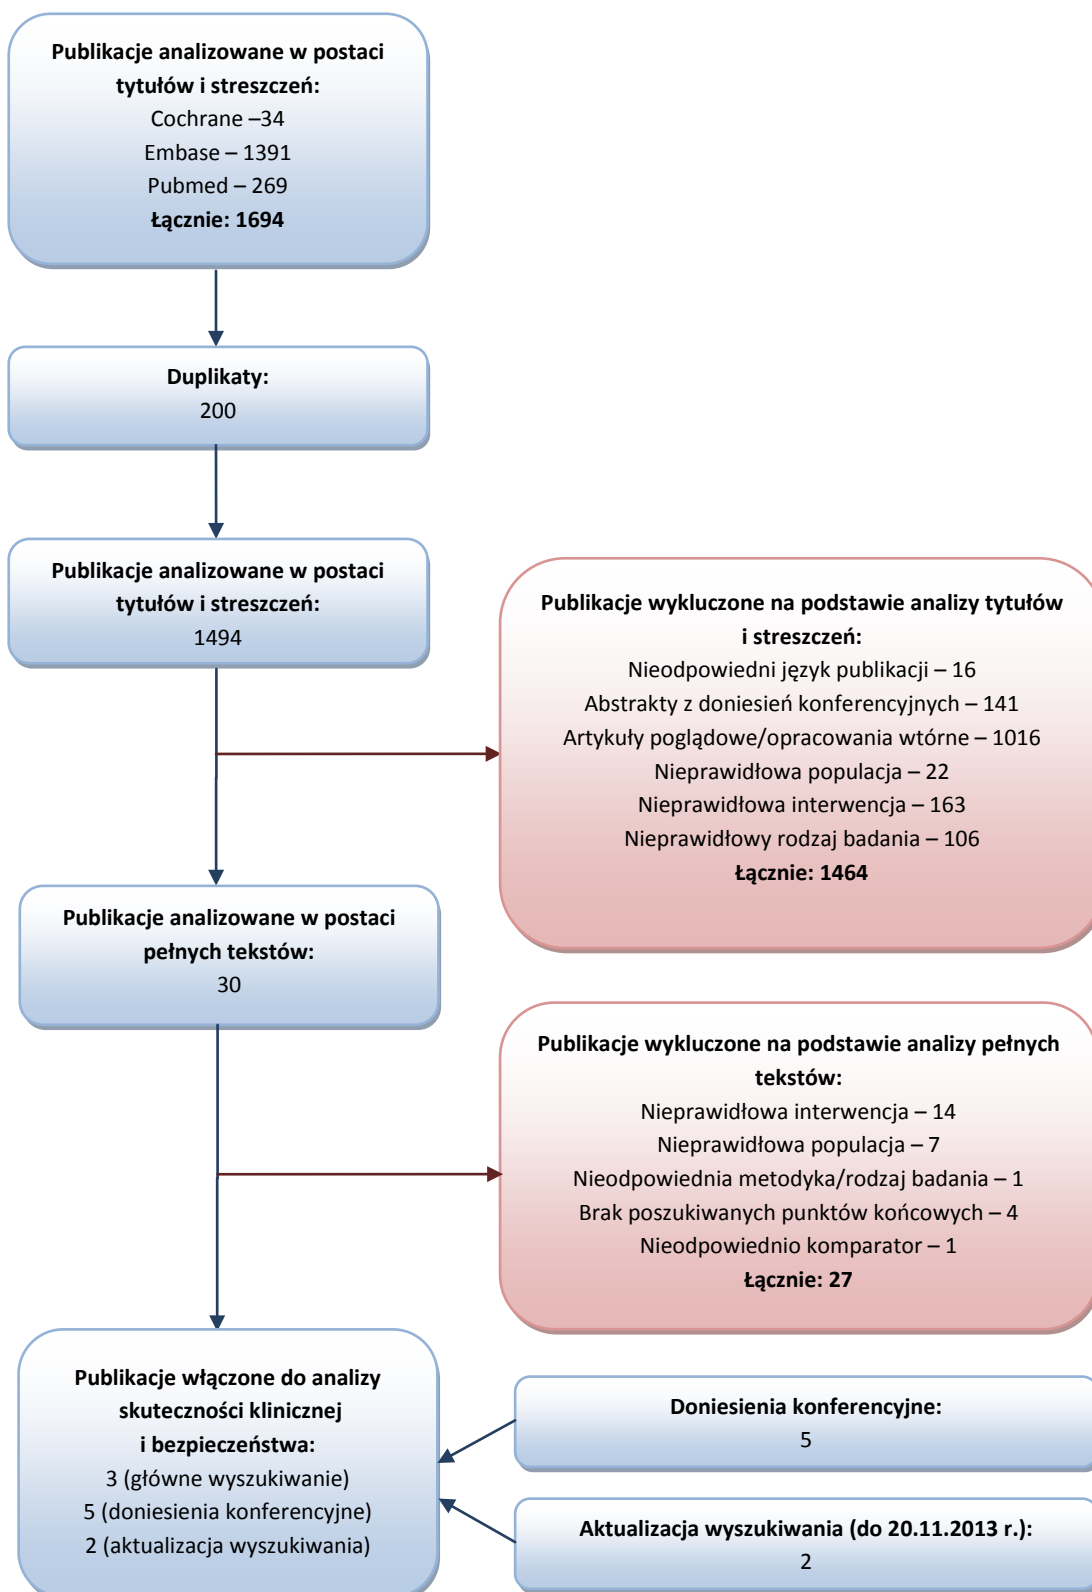 Publikacje analizowane w postaci
tytułów i streszczeń:
Cochrane –34
Embase – 1391
Pubmed – 269
Łącznie: 1694
Duplikaty:
200
Publikacje analizowane w postaci
tytułów i streszczeń:
1494
Publikacje wykluczone na podstawie analizy tytułów
i streszczeń:
Nieodpowiedni język publikacji – 16
Abstrakty z doniesień konferencyjnych – 141
Artykuły poglądowe/opracowania wtórne – 1016
Nieprawidłowa populacja – 22
Nieprawidłowa interwencja – 163
Nieprawidłowy rodzaj badania – 106
Łącznie: 1464
Publikacje analizowane w postaci
pełnych tekstów:
30
Publikacje wykluczone na podstawie analizy pełnych
tekstów:
Nieprawidłowa interwencja – 14
Nieprawidłowa populacja – 7
Nieodpowiednia metodyka/rodzaj badania – 1
Brak poszukiwanych punktów końcowych – 4
Nieodpowiednio komparator – 1
Łącznie: 27
Publikacje włączone do analizy
skuteczności klinicznej
i bezpieczeństwa:
3 (główne wyszukiwanie)
5 (doniesienia konferencyjne)
2 (aktualizacja wyszukiwania)
Doniesienia konferencyjne:
5
Aktualizacja wyszukiwania (do 20.11.2013 r.):
2